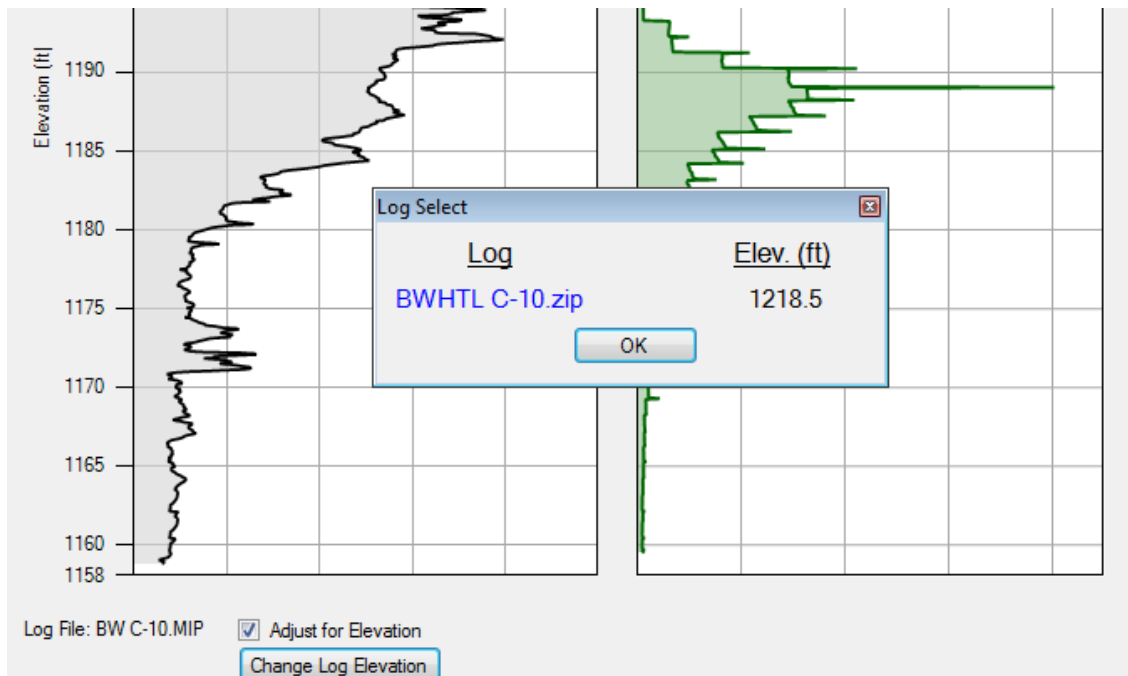 Elevation (ft)
1190
1185
1180
1175
1170
1165
1160
1158
Log Select
Log Elev. (ft)
BWHTL C-10.zip 1218.5
OK
Log File: BW C-10.MIP Adjust for Elevation
Change Log Elevation